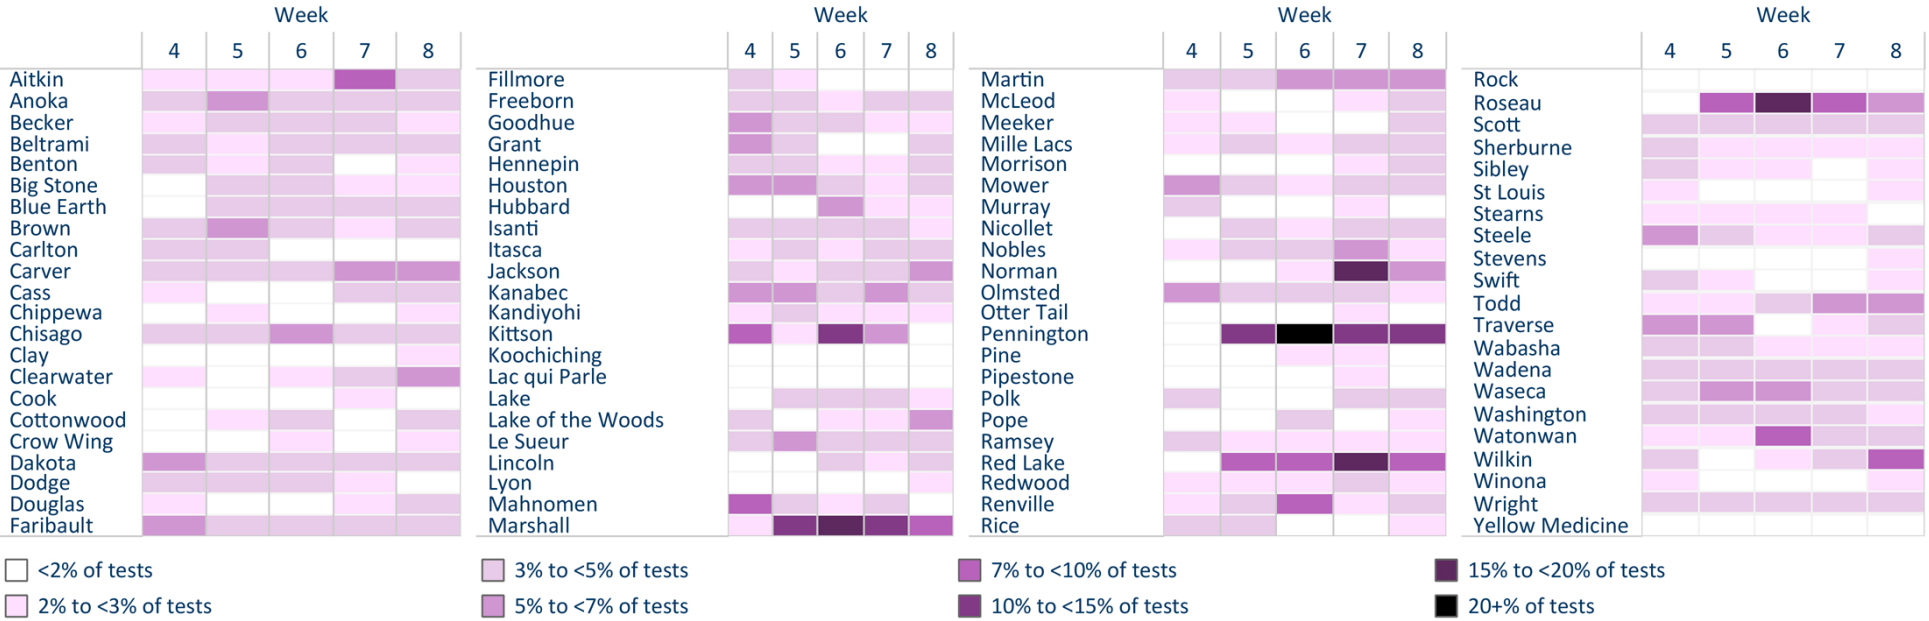 Week
4 5 6 7 8
Aitkin
Anoka
Becker
Beltrami
Benton
Big Stone
Blue Earth
Brown
Carlton
Carver
Cass
Chippewa
Chisago
Clay
Clearwater
Cook
Cottonwood
Crow Wing
Dakota
Dodge
Douglas
Faribault
Week
4 5 6 7 8
Fillmore
Freeborn
Goodhue
Grant
Hennepin
Houston
Hubbard
Isanti
Itasca
Jackson
Kanabec
Kandiyohi
Kittson
Koochiching
Lac qui Parle
Lake
Lake of the Woods
Le Sueur
Lincoln
Lyon
Mahnomen
Marshall
Week
4 5 6 7 8
Martin
McLeod
Meeker
Mille Lacs
Morrison
Mower
Murray
Nicollet
Nobles
Norman
Olmsted
Otter Tail
Pennington
Pine
Pipestone
Polk
Pope
Ramsey
Red Lake
Redwood
Renville
Rice
Week
4 5 6 7 8
Rock
Roseau
Scott
Sherburne
Sibley
St Louis
Stearns
Steele
Stevens
Swift
Todd
Traverse
Wabasha
Wadena
Waseca
Washington
Watonwan
Wilkin
Winona
Wright
Yellow Medicine
<2% of tests
2% to <3% of tests
3% to <5% of tests
5% to <7% of tests
7% to <10% of tests
10% to <15% of tests
15% to <20% of tests
20+% of tests